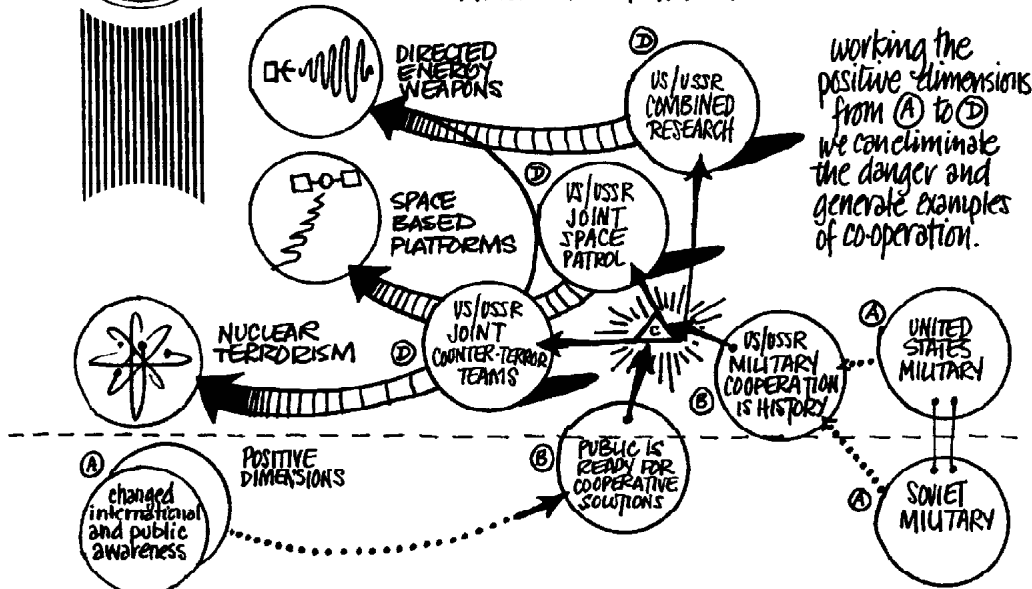 DIRECTED
ENERGY
WEAPONS
D
US/USSR
COMBINED
RESEARCH
working the
positive dimensions
from A to D
we can eliminate
the danger and
generate examples
of co-operation.
SPACE
BASED
PLATFORMS
D
US/USSR
JOINT
SPACE
PATROL
NUCLEAR
TERRORISM
D
US/USSR
JOINT
COUNTER-TERROR
TEAMS
C
B
US/USSR
MILITARY
COOPERATION
IS HISTORY
A
UNITED
STATES
MILITARY
A
changed
international
and public
awareness
POSITIVE
DIMENSIONS
B
PUBLIC IS
READY FOR
COOPERATIVE
SOLUTIONS
A
SOVIET
MILITARY